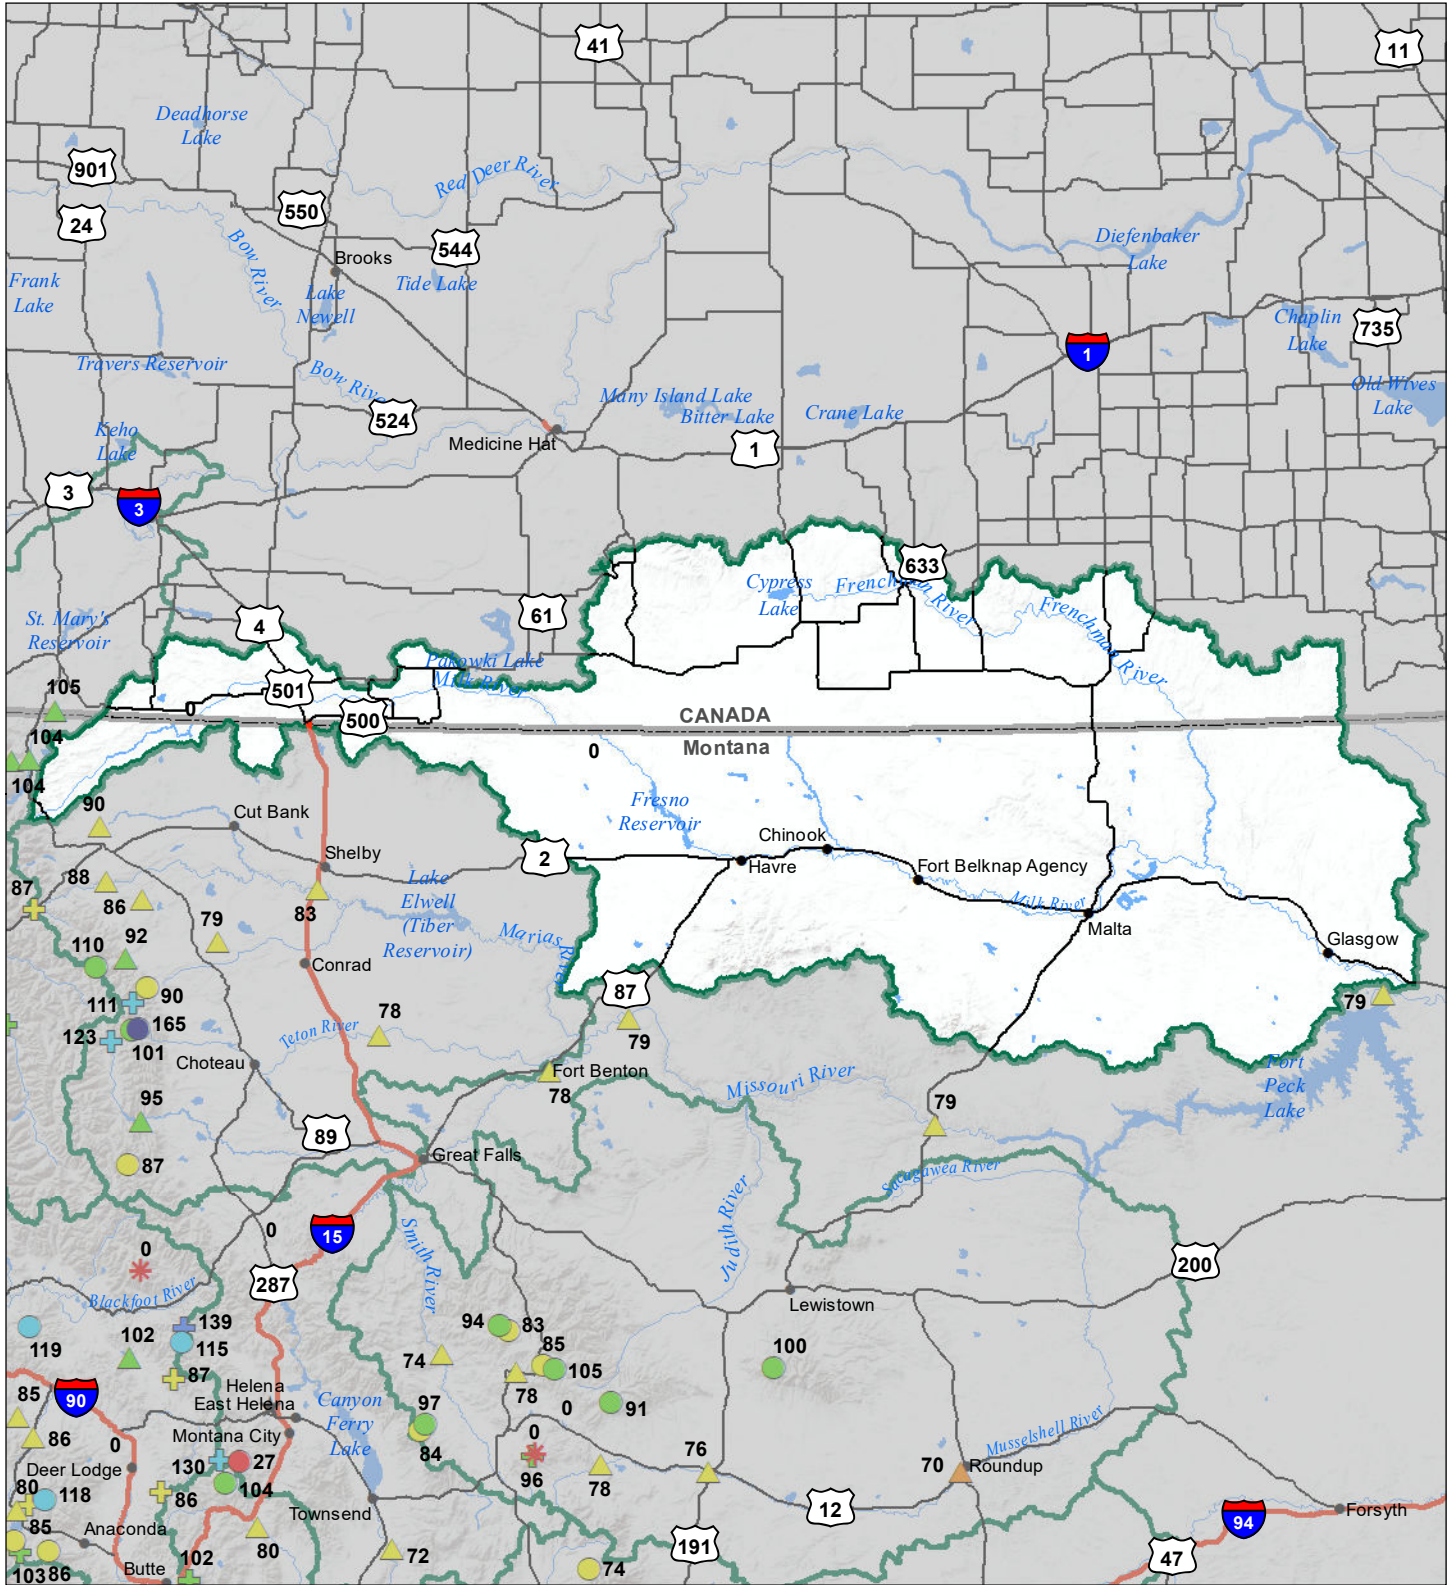 41
11
Deadhorse
Lake
901
Red Deer River
550
24
544
Bow River
Diefenbaker
Lake
Brooks
Frank
Lake
Tide Lake
Lake
Newell
Chaplin
Lake
735
1
Travers Reservoir
Bow River
Old Wives
Lake
Many Island Lake
Bitter Lake
Crane Lake
524
Keho
Lake
Medicine Hat
1
3
3
633
Cypress
Lake
Frenchman River
Frenchman River
61
4
St. Mary's
Reservoir
Pakowki Lake
Milk River
105
501
0
500
CANADA
Montana
104
0
104
90
Cut Bank
Fresno
Reservoir
Chinook
Shelby
2
Havre
Fort Belknap Agency
87
88
86
83
Lake
Elwell
(Tiber
Reservoir)
Milk River
79
Malta
110
92
Marias River
Glasgow
Conrad
90
87
111
79
165
78
123
101
Teton River
79
Choteau
Fort Benton
78
Missouri River
Fort
Peck
Lake
95
79
89
87
Great Falls
Sacagawea River
Judith River
Smith River
0
15
0
200
287
Blackfoot River
Lewistown
139
94
83
119
102
115
74
85
105
100
87
78
85
90
Helena
East Helena
Canyon
Ferry
Lake
97
0
91
86
Montana City
84
0
Musselshell River
0
76
Deer Lodge
130
27
96
70
Roundup
80
118
86
104
78
12
Townsend
94
Forsyth
85
Anaconda
80
72
191
47
103
86
Butte
102
74